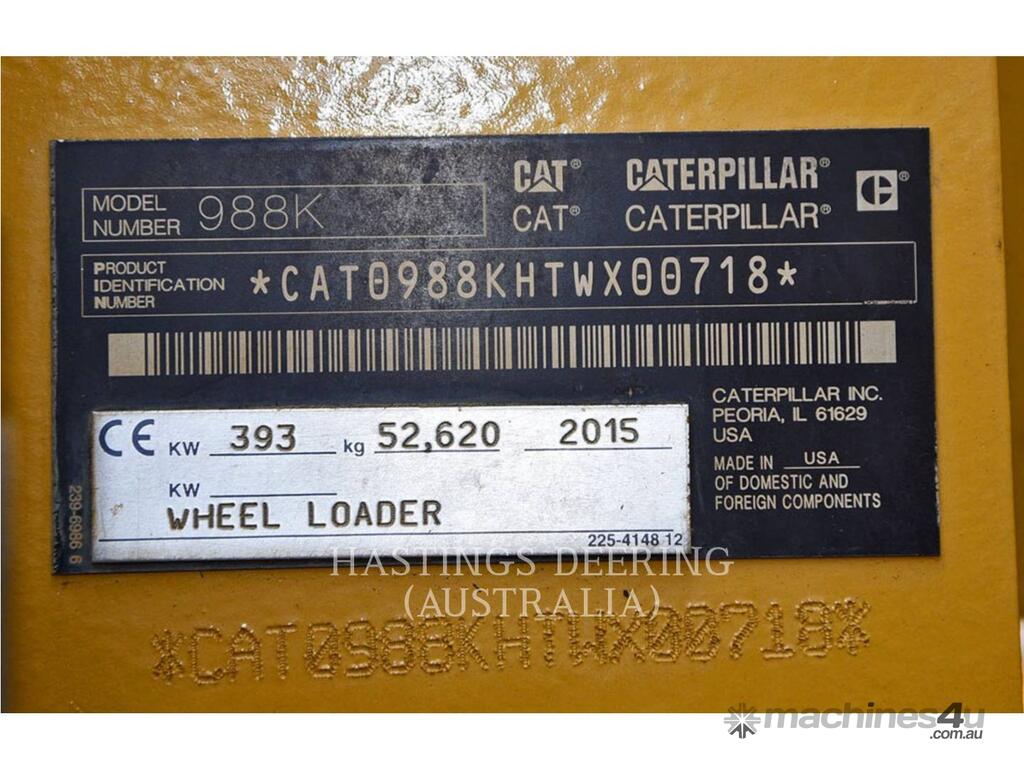 MODEL
NUMBER 988K
CAT® CATERPILLAR®
CAT® CATERPILLAR®
PRODUCT
IDENTIFICATION
NUMBER
*CAT0988KHTWX00718*
*CAT0988KHTWX00718*
CE KW 393 kg 52,620 2015
KW
WHEEL LOADER
225-4148 12
239-6986 6
CATERPILLAR INC.
PEORIA, IL 61629
USA
MADE IN USA
OF DOMESTIC AND
FOREIGN COMPONENTS
HASTINGS DEERING
(AUSTRALIA)
*CAT0988KHTWX00718*
machines4u
.com.au